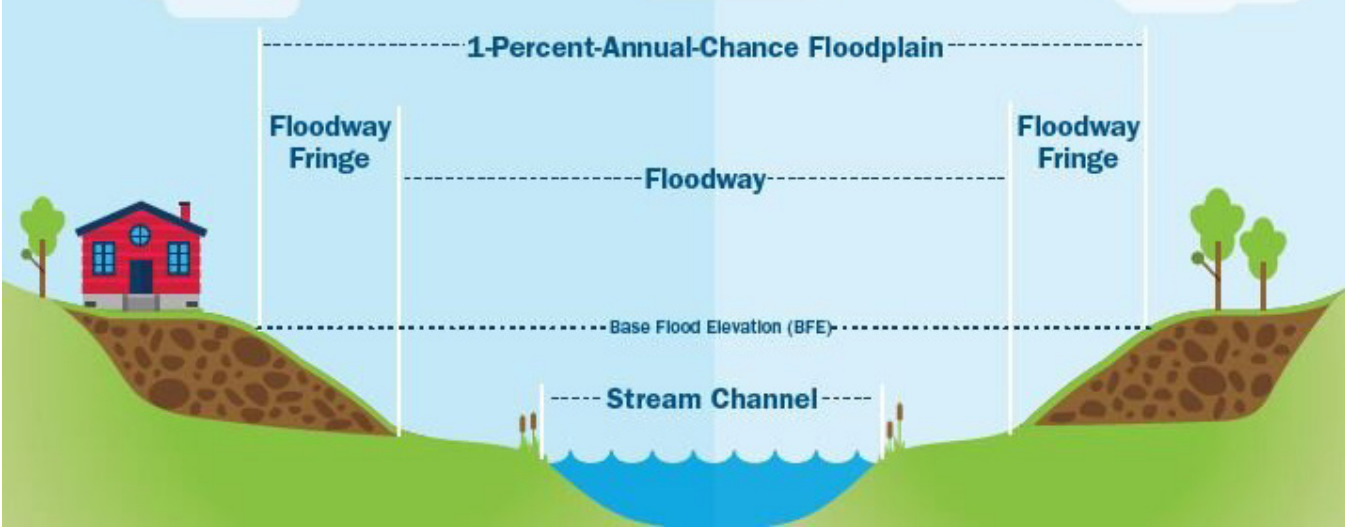 1-Percent-Annual-Chance Floodplain
Floodway
Fringe
Floodway
Fringe
Floodway
Base Flood Elevation (BFE)
Stream Channel